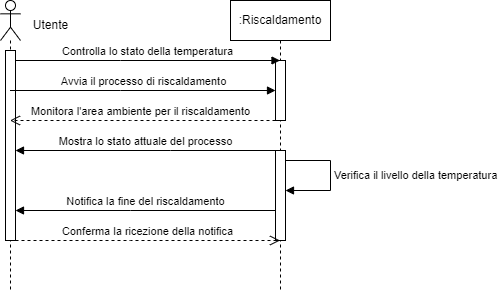 Utente
:Riscaldamento
Controlla lo stato della temperatura
Avvia il processo di riscaldamento
Monitora l'area ambiente per il riscaldamento
Mostra lo stato attuale del processo
Verifica il livello della temperatura
Notifica la fine del riscaldamento
Conferma la ricezione della notifica